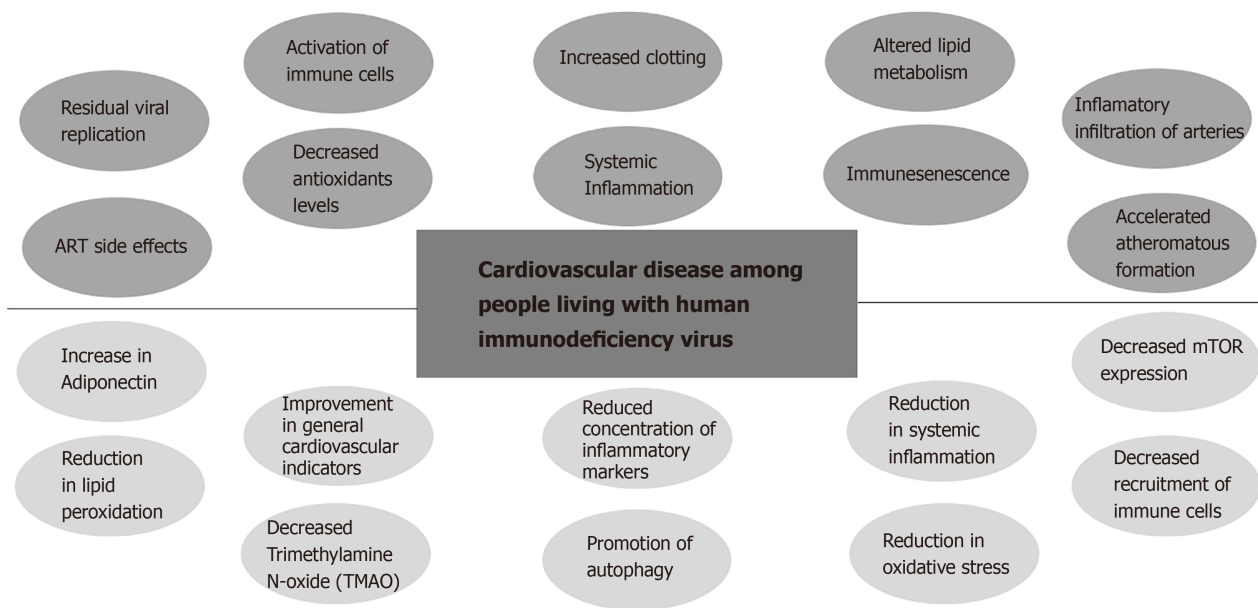 Activation of
immune cells
Increased clotting
Altered lipid
metabolism
Residual viral
replication
Inflamatory
infiltration of arteries
Decreased
antioxidants
levels
Systemic
Inflammation
Immunesenescence
ART side effects
Accelerated
atheromatous
formation
Cardiovascular disease among
people living with human
immunodeficiency virus
Increase in
Adiponectin
Decreased mTOR
expression
Improvement
in general
cardiovascular
indicators
Reduced
concentration of
inflammatory
markers
Reduction
in systemic
inflammation
Reduction
in lipid
peroxidation
Decreased
recruitment of
immune cells
Decreased
Trimethylamine
N-oxide (TMAO)
Promotion of
autophagy
Reduction in
oxidative stress